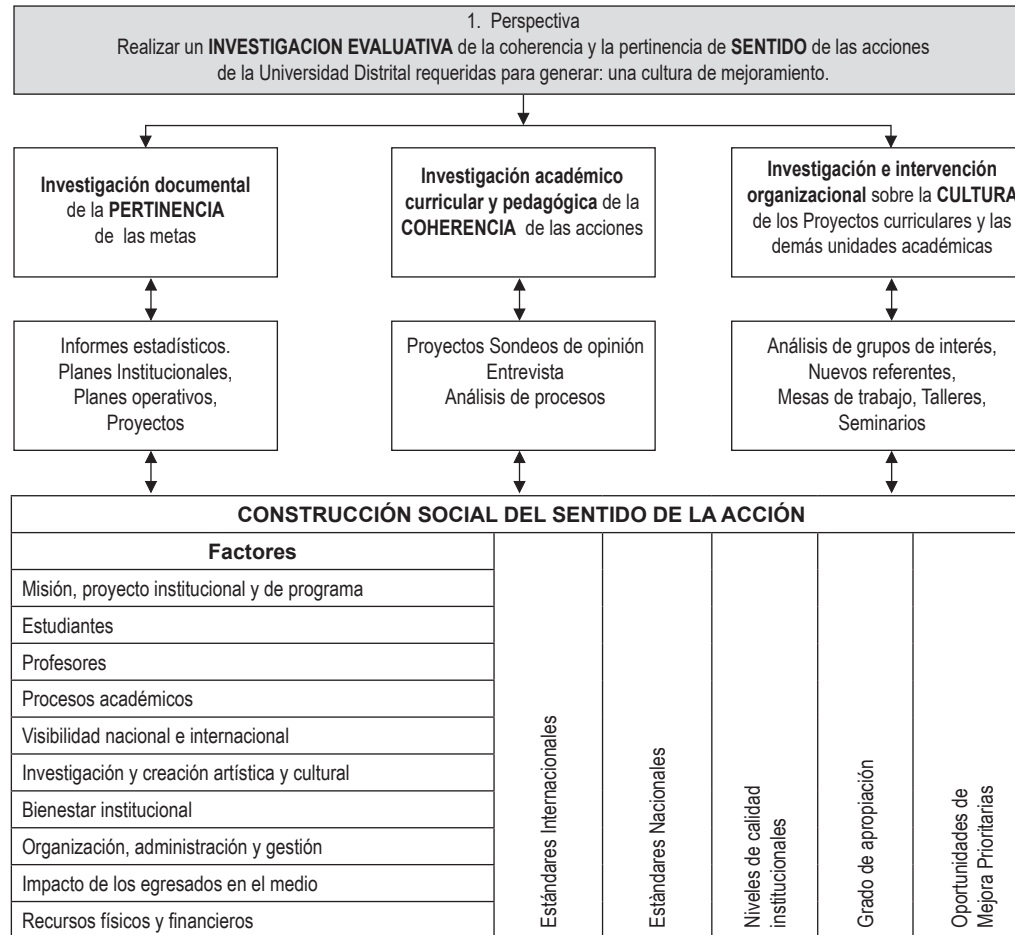 1. Perspectiva
Realizar un INVESTIGACION EVALUATIVA de la coherencia y la pertinencia de SENTIDO de las acciones
de la Universidad Distrital requeridas para generar: una cultura de mejoramiento.
Investigación documental
de la PERTINENCIA
de las metas
Investigación académico
curricular y pedagógica de la
COHERENCIA de las acciones
Investigación e intervención
organizacional sobre la CULTURA
de los Proyectos curriculares y las
demás unidades académicas
Informes estadísticos.
Planes Institucionales,
Planes operativos,
Proyectos
Proyectos Sondeos de opinión
Entrevista
Análisis de procesos
Análisis de grupos de interés,
Nuevos referentes,
Mesas de trabajo, Talleres,
Seminarios
CONSTRUCCIÓN SOCIAL DEL SENTIDO DE LA ACCIÓN
Factores
Misión, proyecto institucional y de programa
Estudiantes
Profesores
Procesos académicos
Visibilidad nacional e internacional
Investigación y creación artística y cultural
Bienestar institucional
Organización, administración y gestión
Impacto de los egresados en el medio
Recursos físicos y financieros
Estándares Internacionales
Estàndares Nacionales
Niveles de calidad
institucionales
Grado de apropiación
Oportunidades de
Mejora Prioritarias